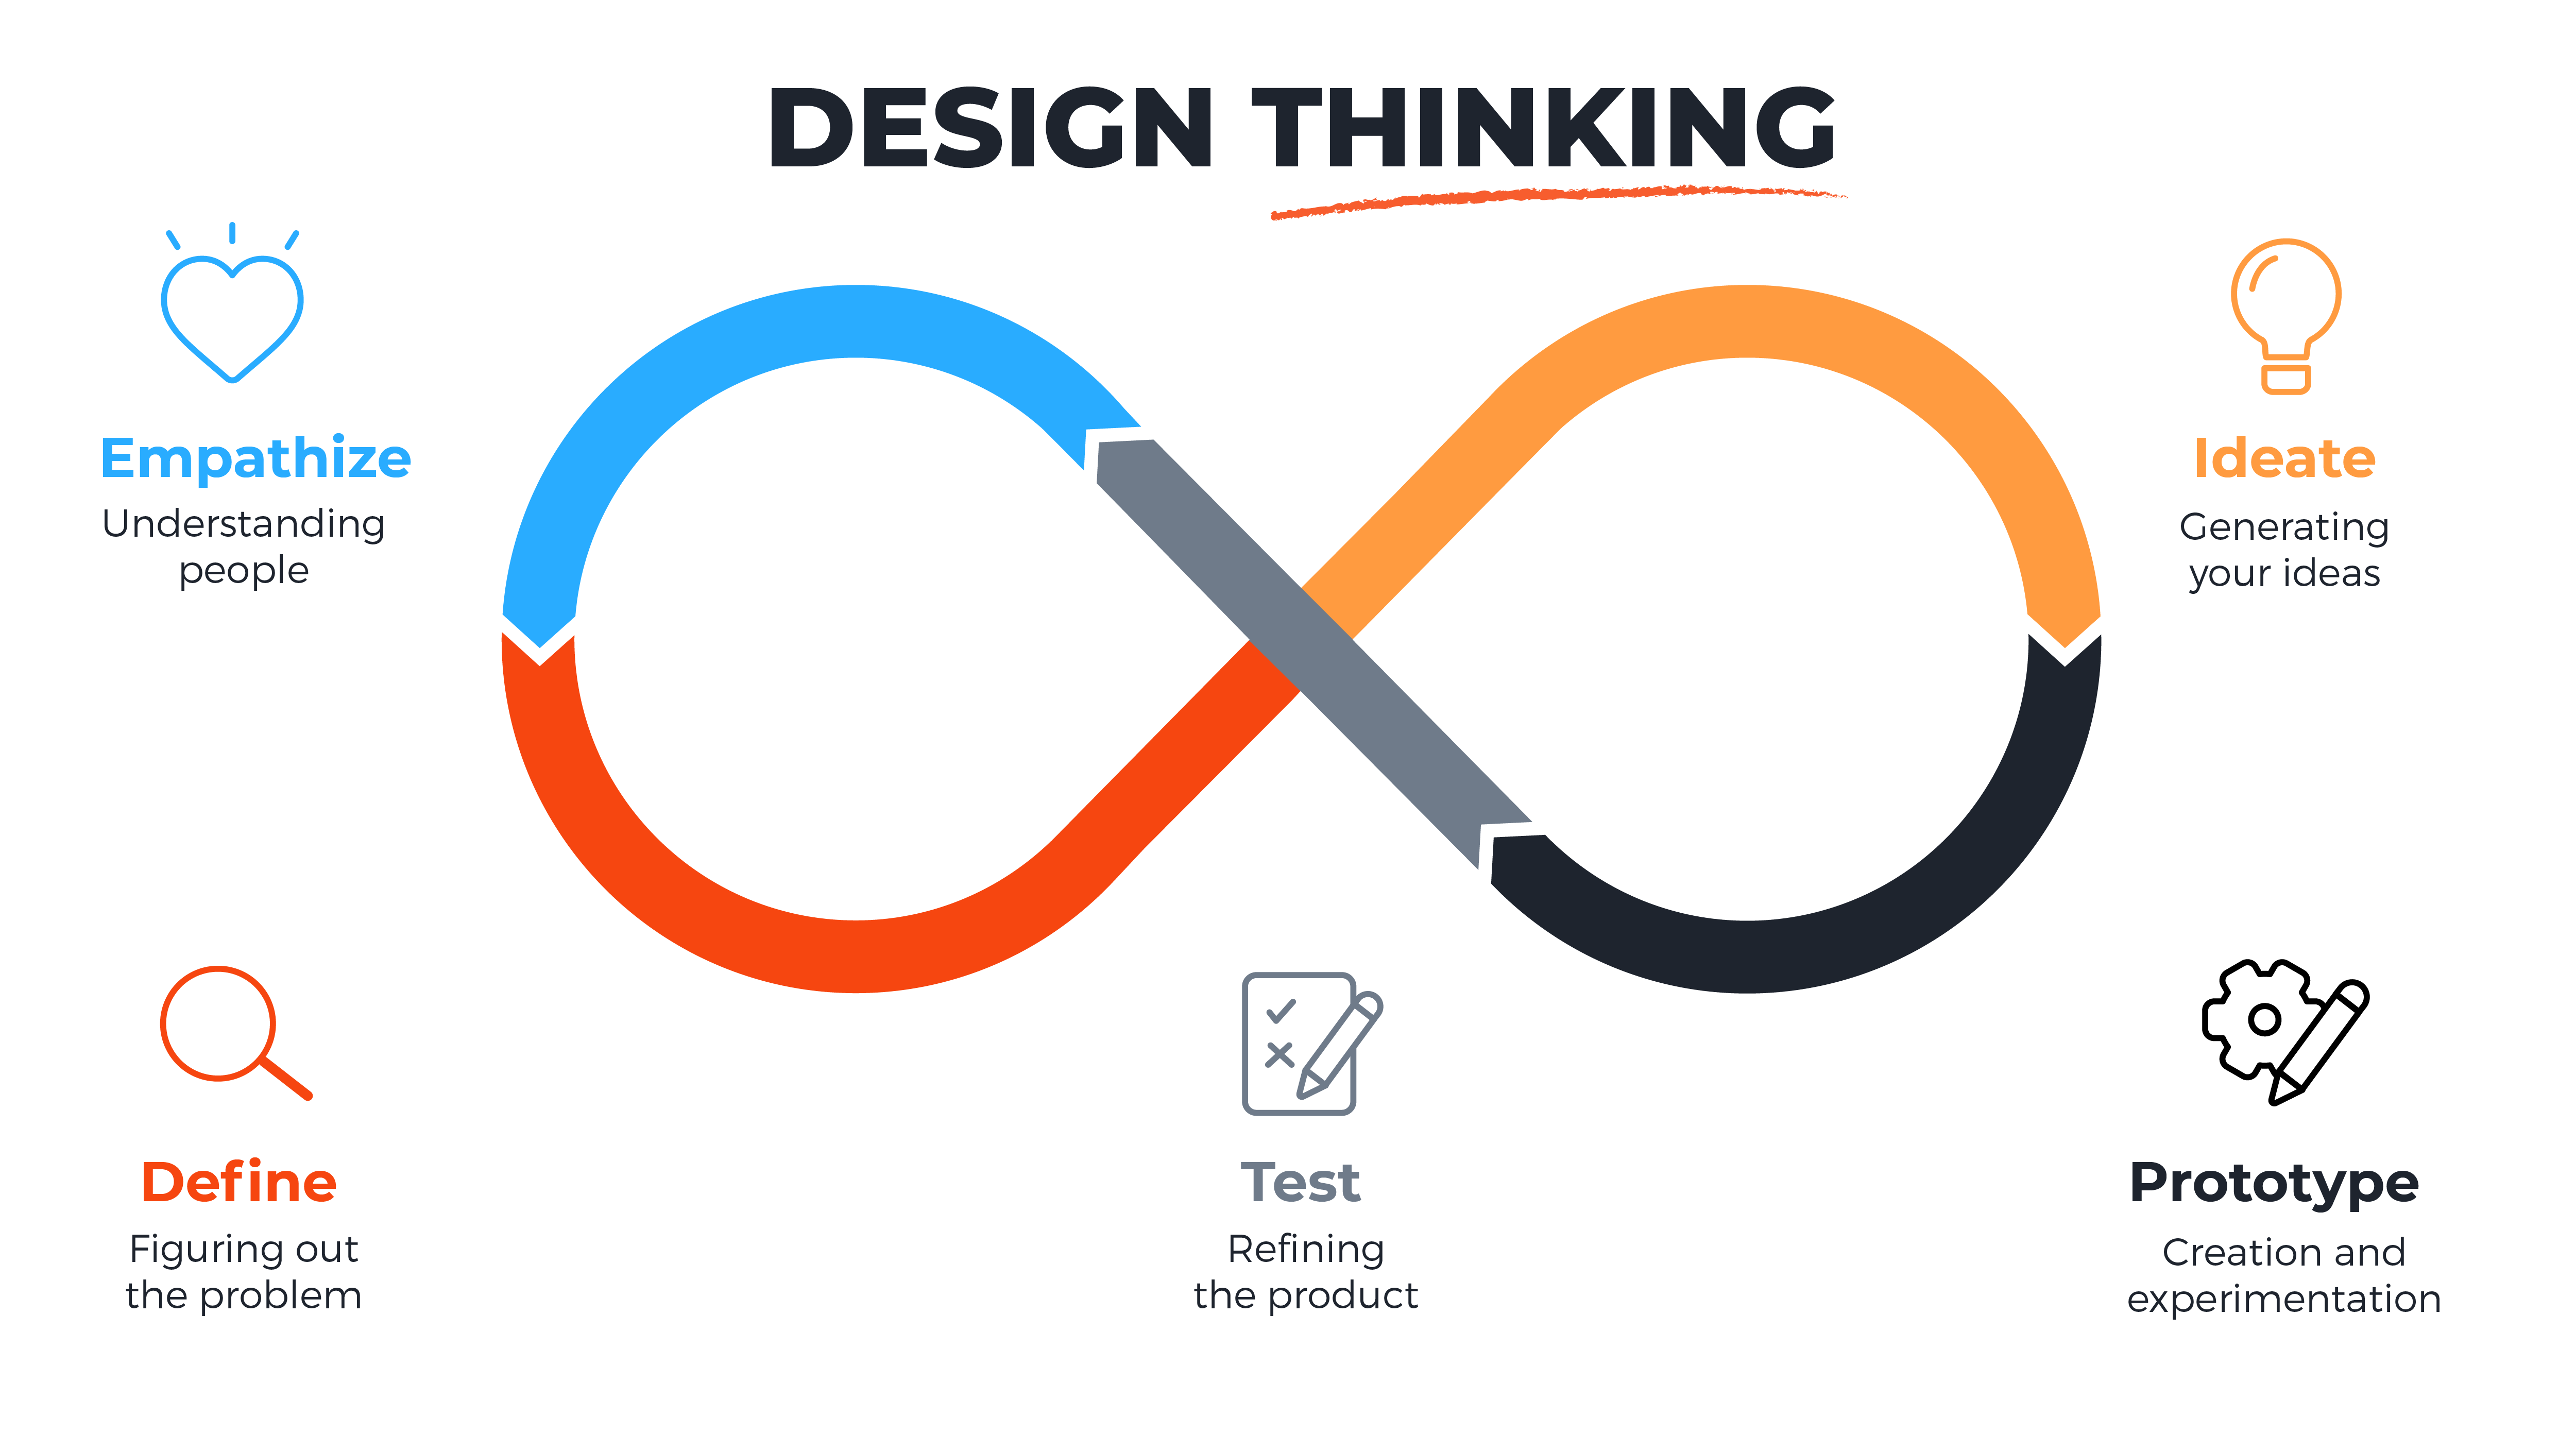 DESIGN THINKING
Empathize
Understanding
people
Ideate
Generating
your ideas
Define
Figuring out
the problem
Test
Refining
the product
Prototype
Creation and
experimentation